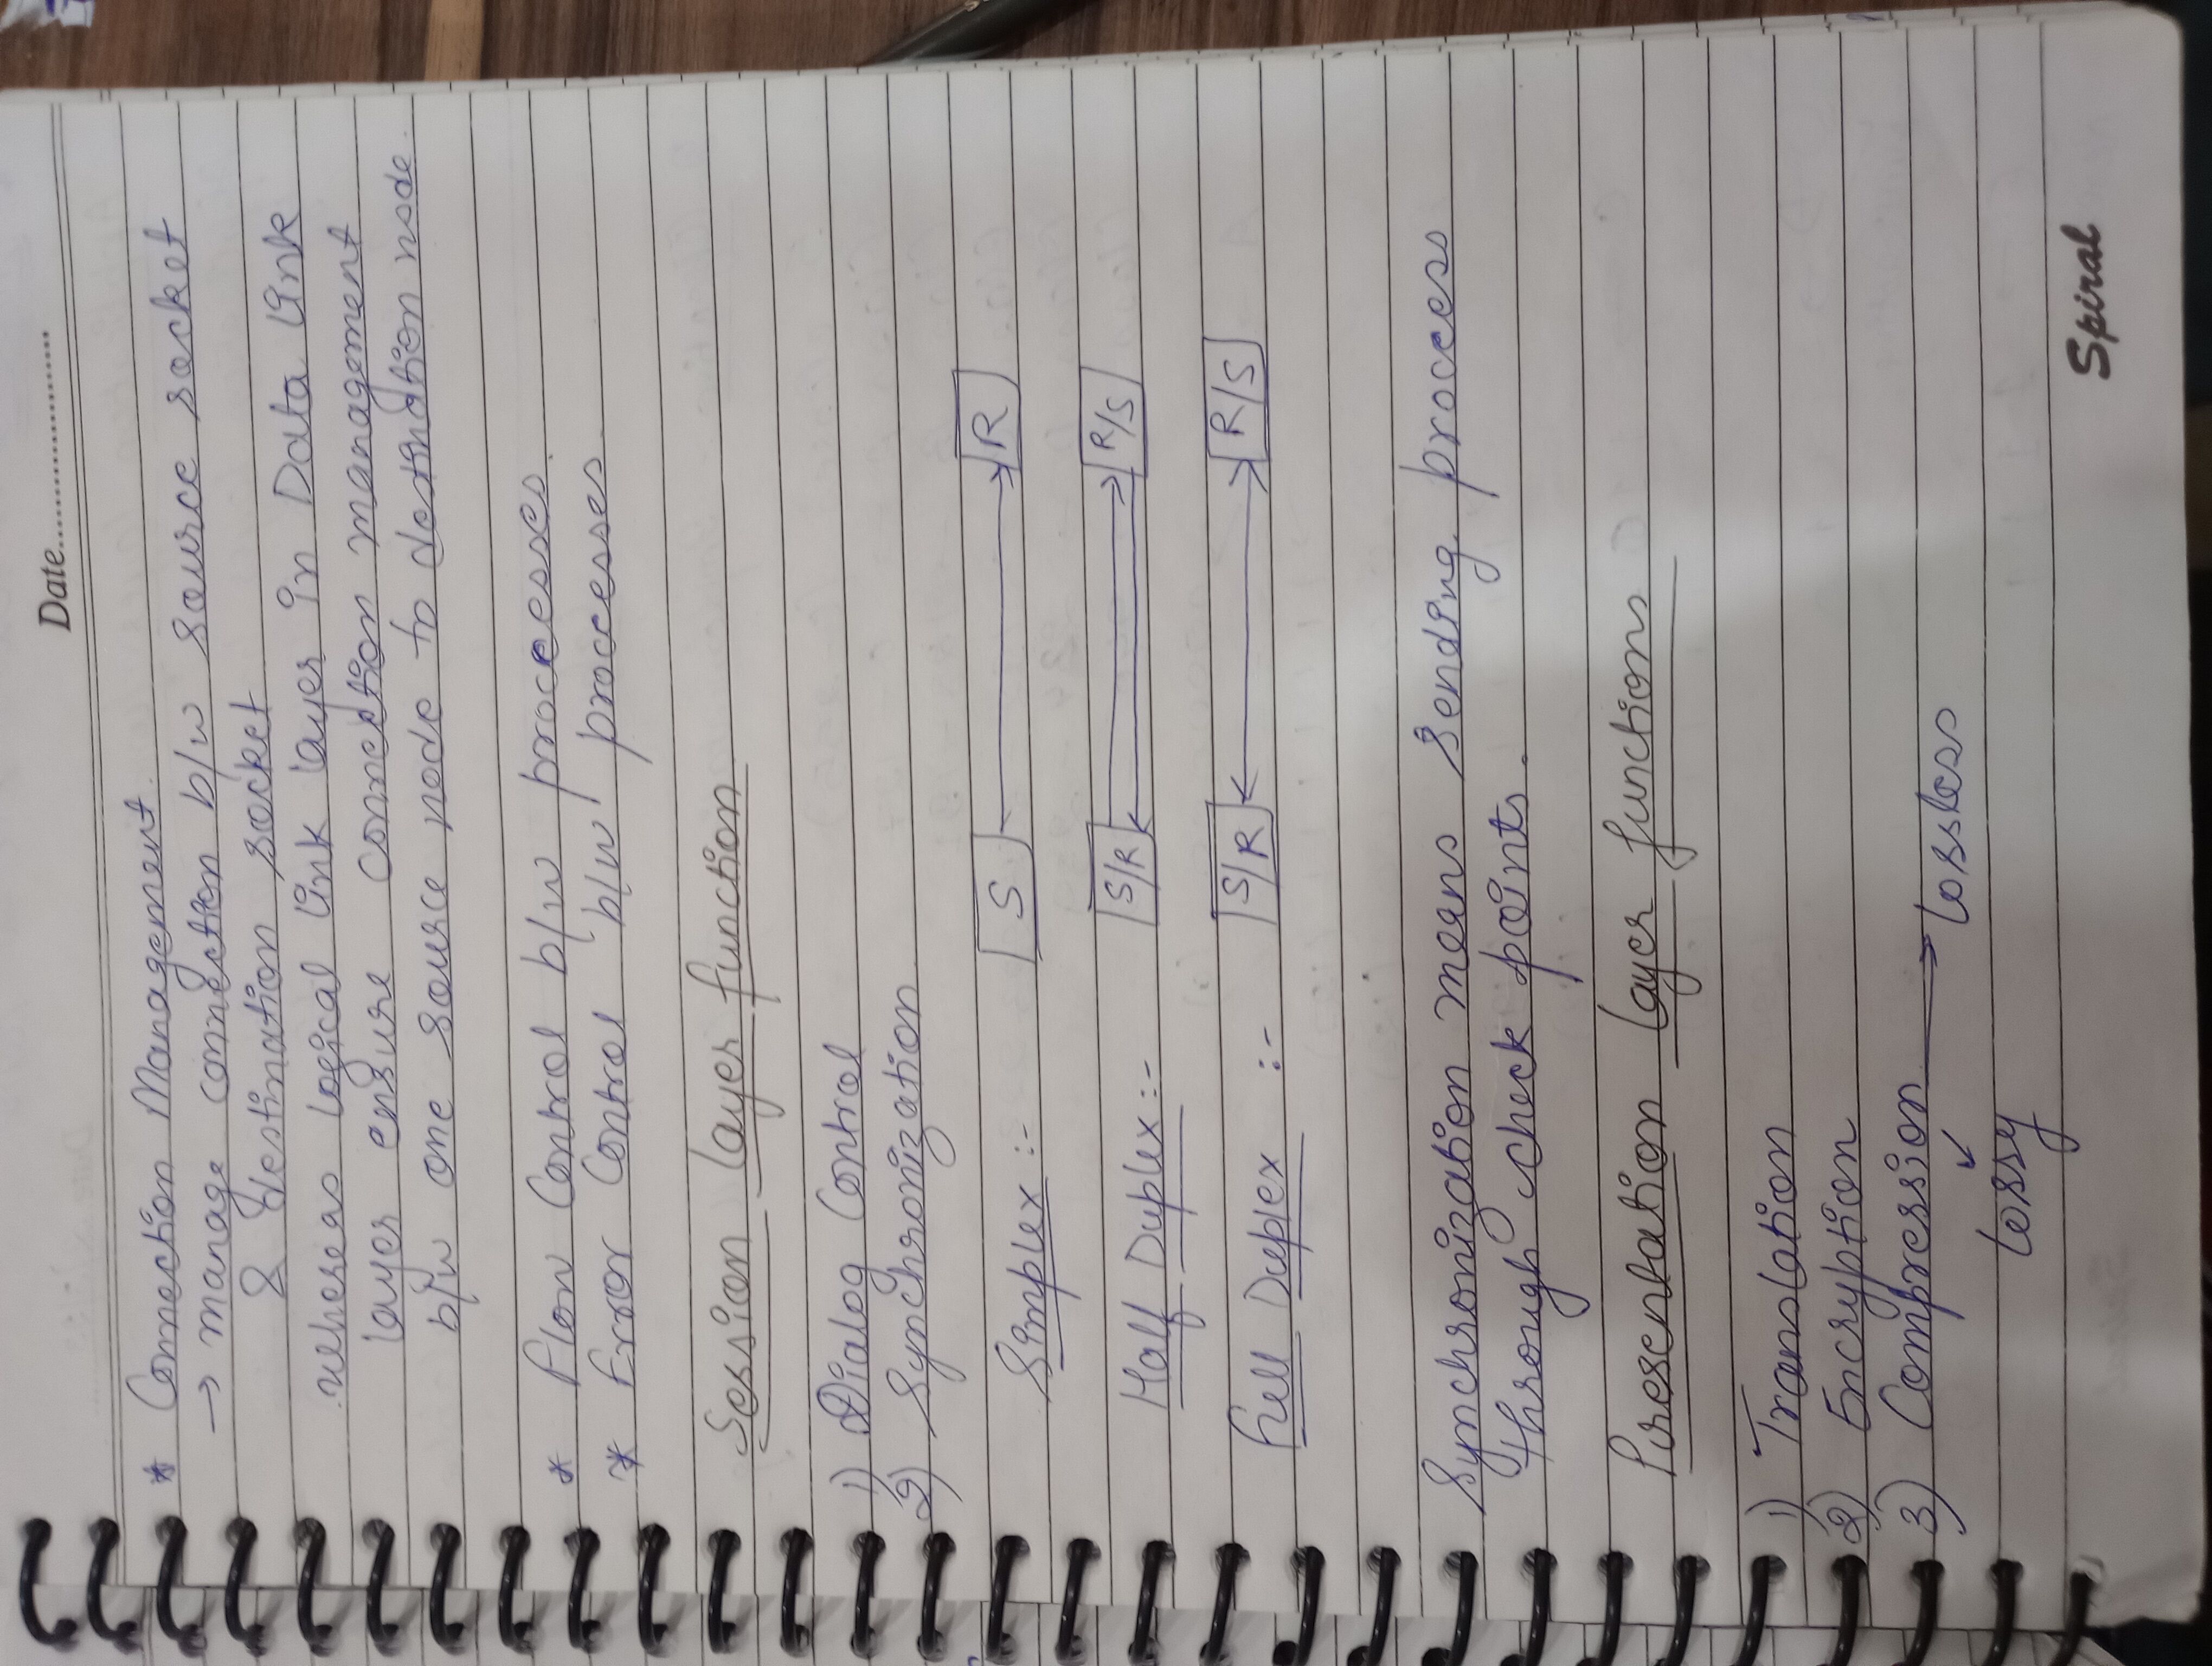 Date.....................
* Connection Management.
→ manage connection b/w source socket
& destination socket
whereas logical link layer in Data link
layer ensure connection management
b/w one source node to destination node.
* Flow Control b/w proceesses.
* Error Control b/w proccesses.
Session layer function
1) Dialog Control
2) Synchronization
Simplex :- S → R
Half Duplex :- S/R R/S
Full Duplex :- S/R R/S
Synchronization means sending process
through check points.
Presentation layer functions
1) Translation
2) Encryption
3) Compression → lossless
lossy
Spiral